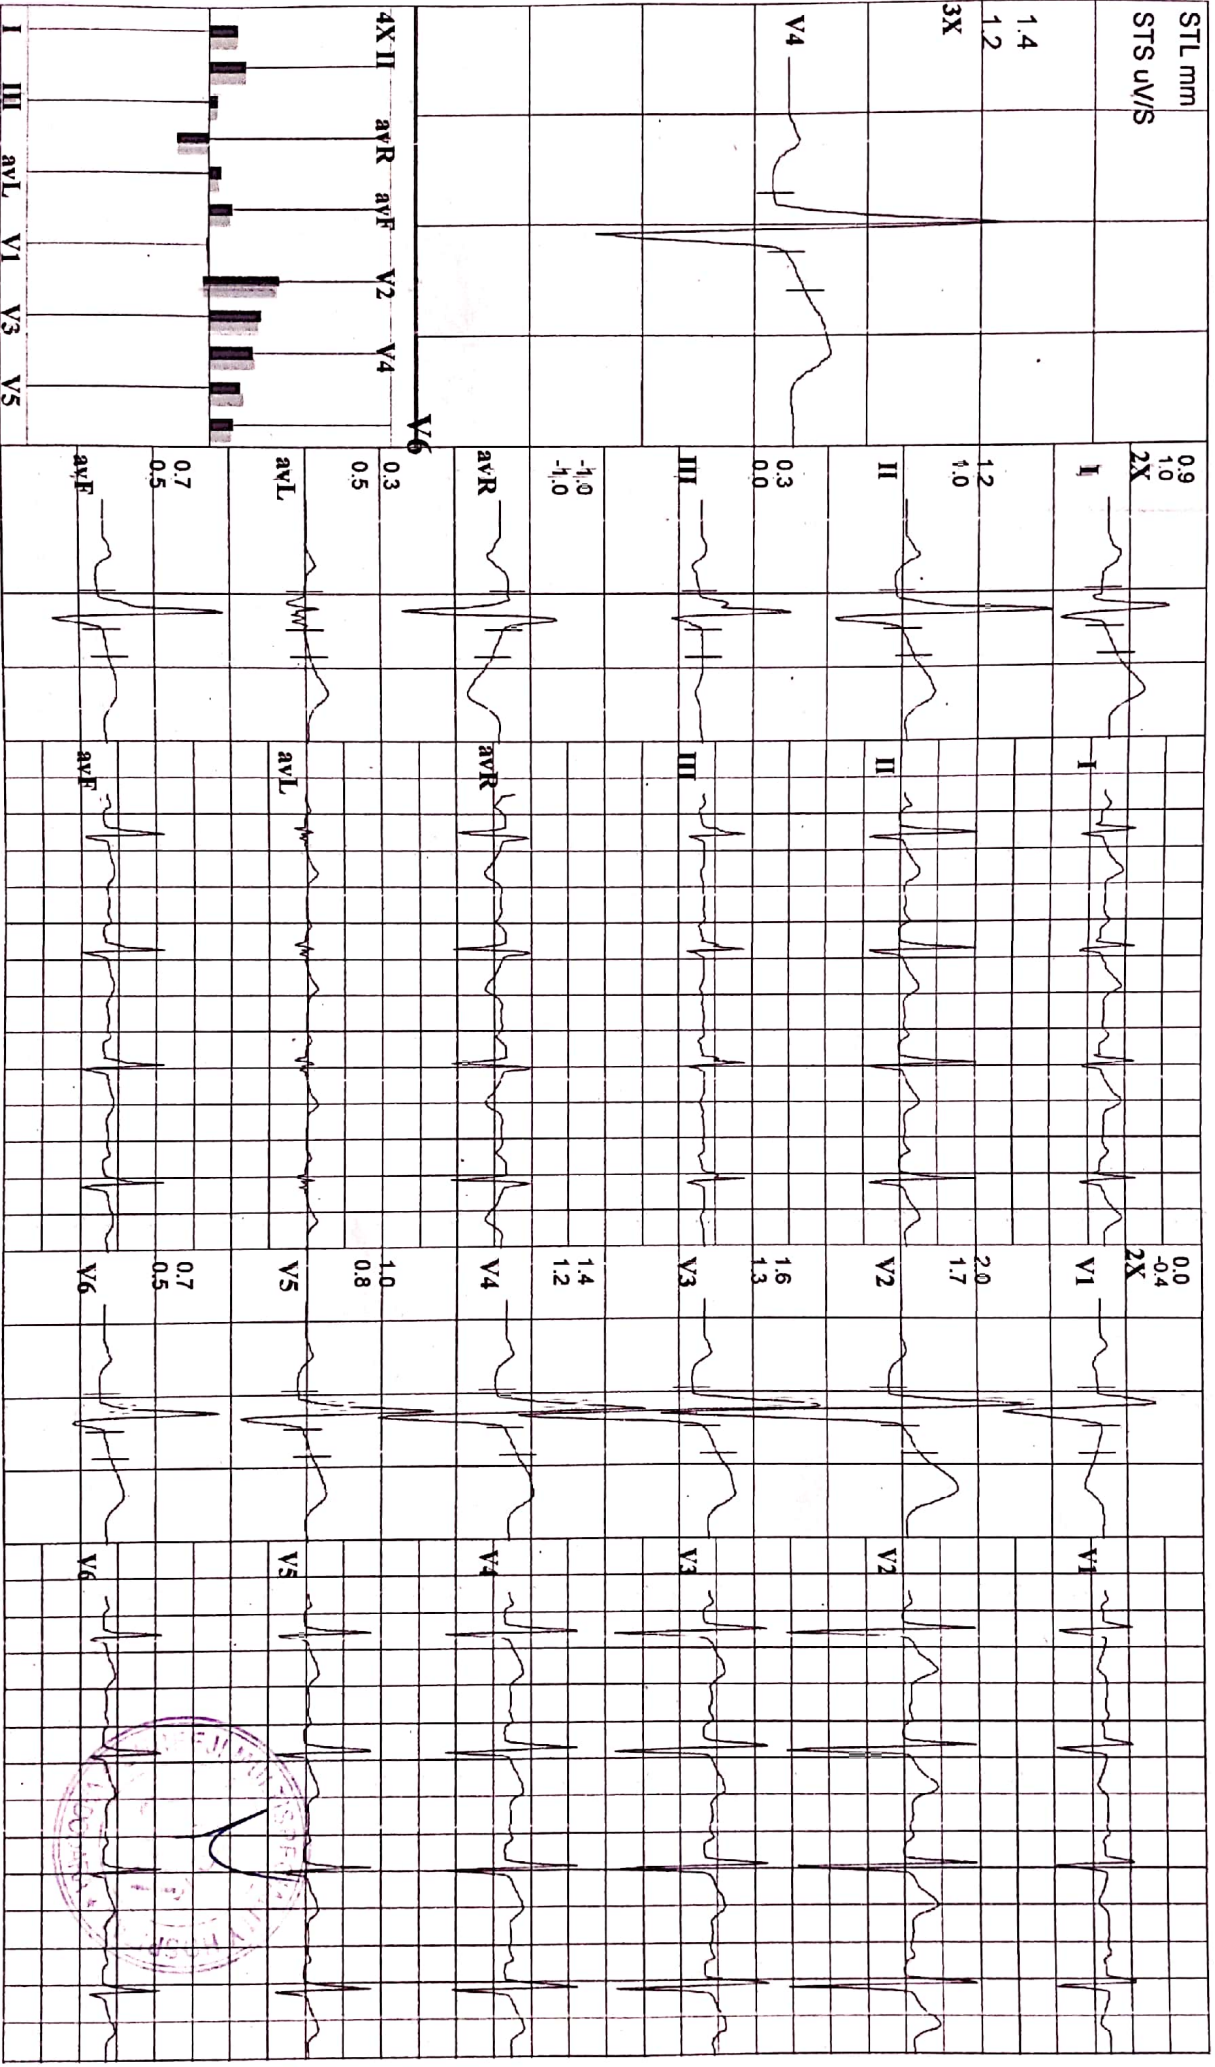 STL mm
STS uV/S
1.4
1.2
3X
V4
4X II avR avF V2 V4 V6
I III avL V1 V3 V5
0.9
1.0
2X
I
1.2
1.0
II
0.3
0.0
III
-1.0
-1.0
avR
0.3
0.5
avL
0.7
0.5
avF
I
II
III
avR
avL
avF
0.0
-0.4
2X
V1
2.0
1.7
V2
1.6
1.3
V3
1.4
1.2
V4
1.0
0.8
V5
0.7
0.5
V6
V1
V2
V3
V4
V5
V6